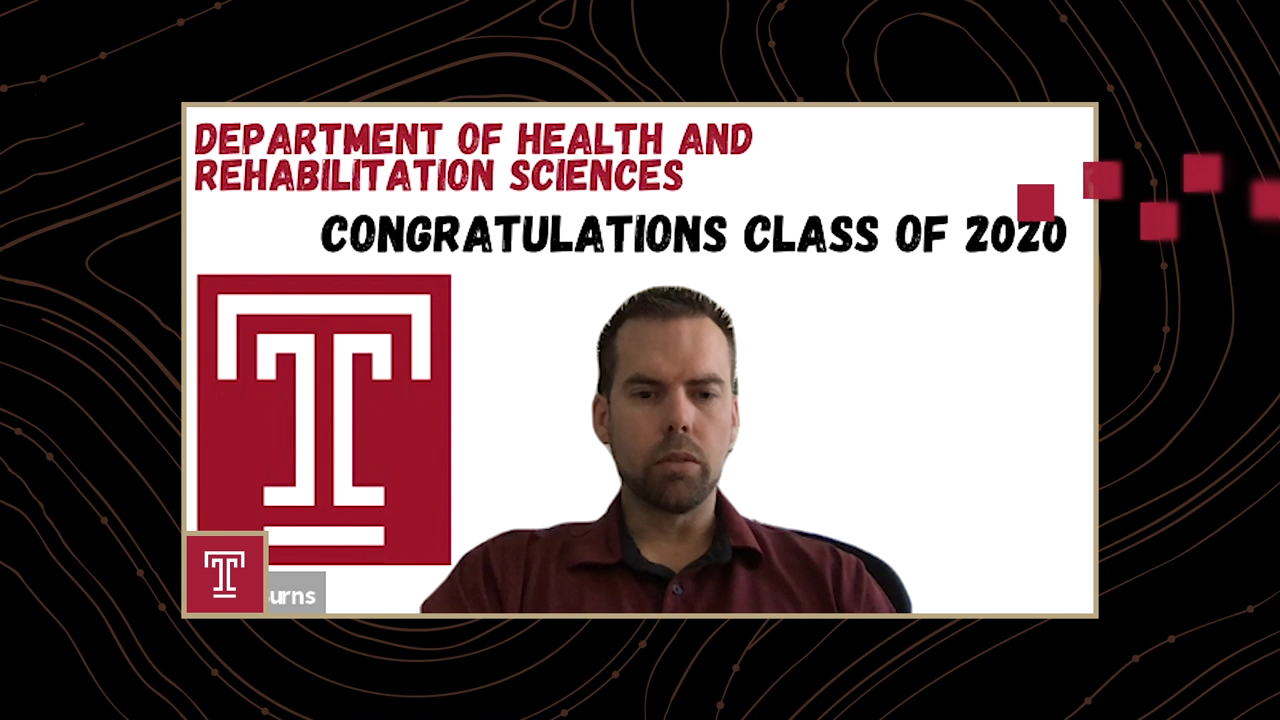 DEPARTMENT OF HEALTH AND
REHABILITATION SCIENCES
CONGRATULATIONS CLASS OF 2020
T
T